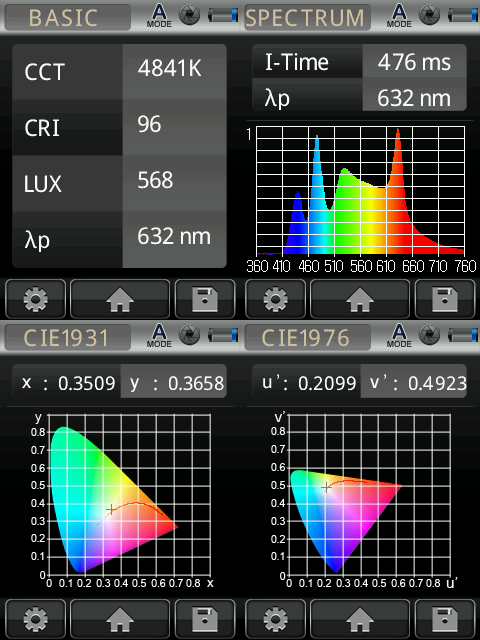 BASIC
A
MODE
CCT 4841K
CRI 96
LUX 568
λp 632 nm
SPECTRUM
A
MODE
I-Time 476 ms
λp 632 nm
1
360 410 460 510 560 610 660 710 760
CIE1931
A
MODE
x : 0.3509 y : 0.3658
y
0.8
0.7
0.6
0.5
0.4
0.3
0.2
0.1
0 0.1 0.2 0.3 0.4 0.5 0.6 0.7 0.8 x
CIE1976
A
MODE
u' : 0.2099 v' : 0.4923
v'
0.8
0.7
0.6
0.5
0.4
0.3
0.2
0.1
0 0.1 0.2 0.3 0.4 0.5 0.6 0.7 0.8 u'